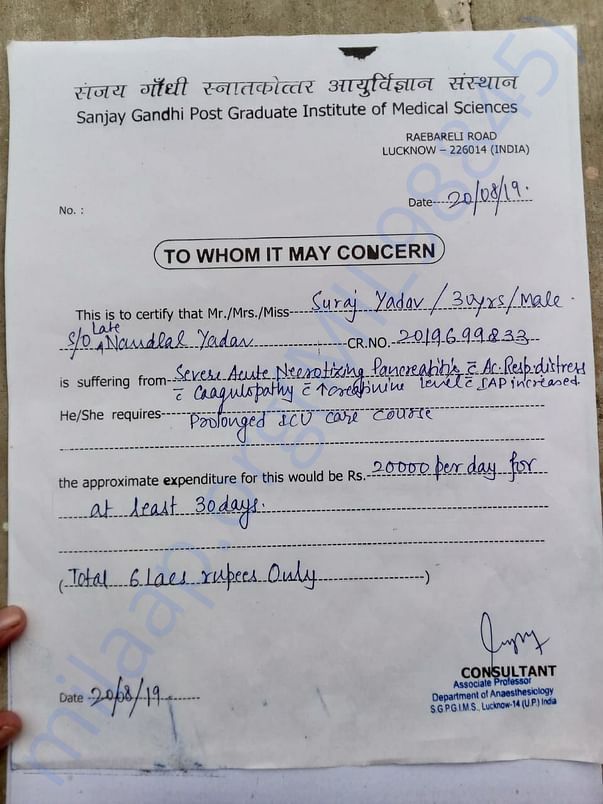 संजय गाँधी स्नातकोत्तर आयुर्विज्ञान संस्थान
Sanjay Gandhi Post Graduate Institute of Medical Sciences
RAEBARELI ROAD
LUCKNOW – 226014 (INDIA)
No. :
Date 20/08/19.
TO WHOM IT MAY CONCERN
This is to certify that Mr./Mrs./Miss Suraj Yadav / 30yrs / Male.
S/O Late Nandlal Yadav CR.NO. 2019699833
is suffering from Severe Acute Necrotizing Pancreatitis c̄ Ac. Resp. distress
c̄ Coagulopathy c̄ ↑creatinine level c̄ IAP increased.
He/She requires Prolonged ICU care course
the approximate expenditure for this would be Rs. 20000 per day for
at least 30days.
(Total 6 Lacs rupees Only)
CONSULTANT
Associate Professor
Department of Anaesthesiology
S.G.P.G.I.M.S., Lucknow-14 (U.P.) India
Date 20/08/19